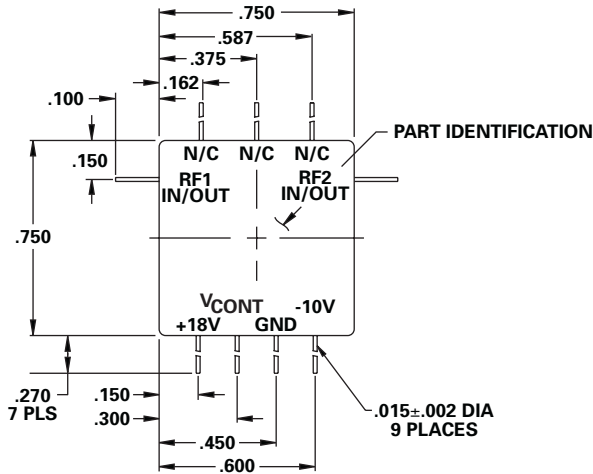 .750
.587
.375
.162
.100
PART IDENTIFICATION
N/C N/C N/C
.150
RF1
IN/OUT
RF2
IN/OUT
.750
VCONT
-10V
+18V
GND
.270
7 PLS
.150
.015±.002 DIA
9 PLACES
.300
.450
.600